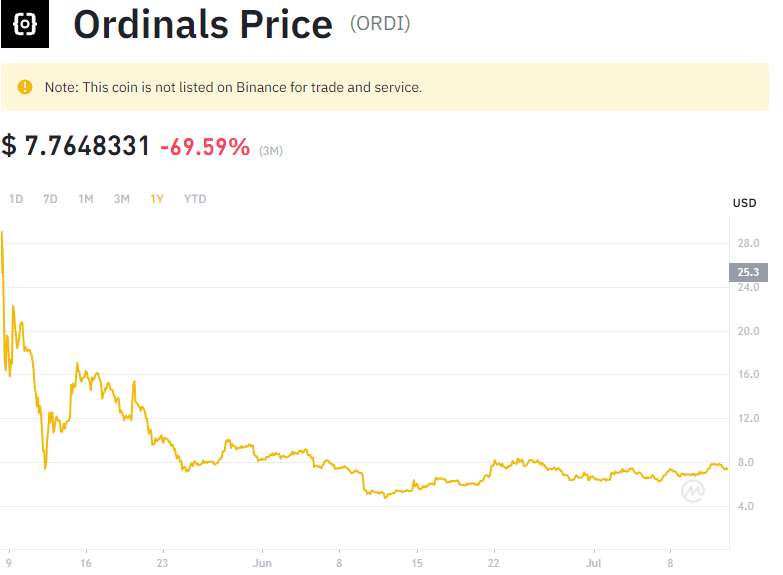 Ordinals Price (ORDI)
Note: This coin is not listed on Binance for trade and service.
$ 7.7648331 -69.59% (3M)
1D 7D 1M 3M 1Y YTD
USD
28.0
25.3
24.0
20.0
16.0
12.0
8.0
4.0
9 16 23 Jun 8 15 22 Jul 8